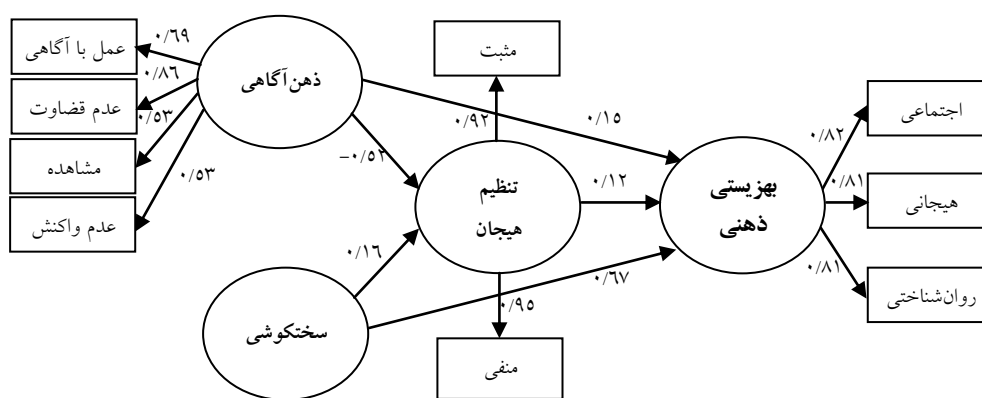 عمل با آگاهی
عدم قضاوت
مشاهده
عدم واکنش
۰/۶۹
۰/۸۶
۰/۵۳
۰/۵۳
ذهن‌آگاهی
سختکوشی
-۰/۵۲
۰/۱۶
مثبت
۰/۹۲
تنظیم
هیجان
۰/۹۵
منفی
۰/۱۵
۰/۱۲
۰/۶۷
بهزیستی
ذهنی
۰/۸۲
۰/۸۱
۰/۸۱
اجتماعی
هیجانی
روان‌شناختی